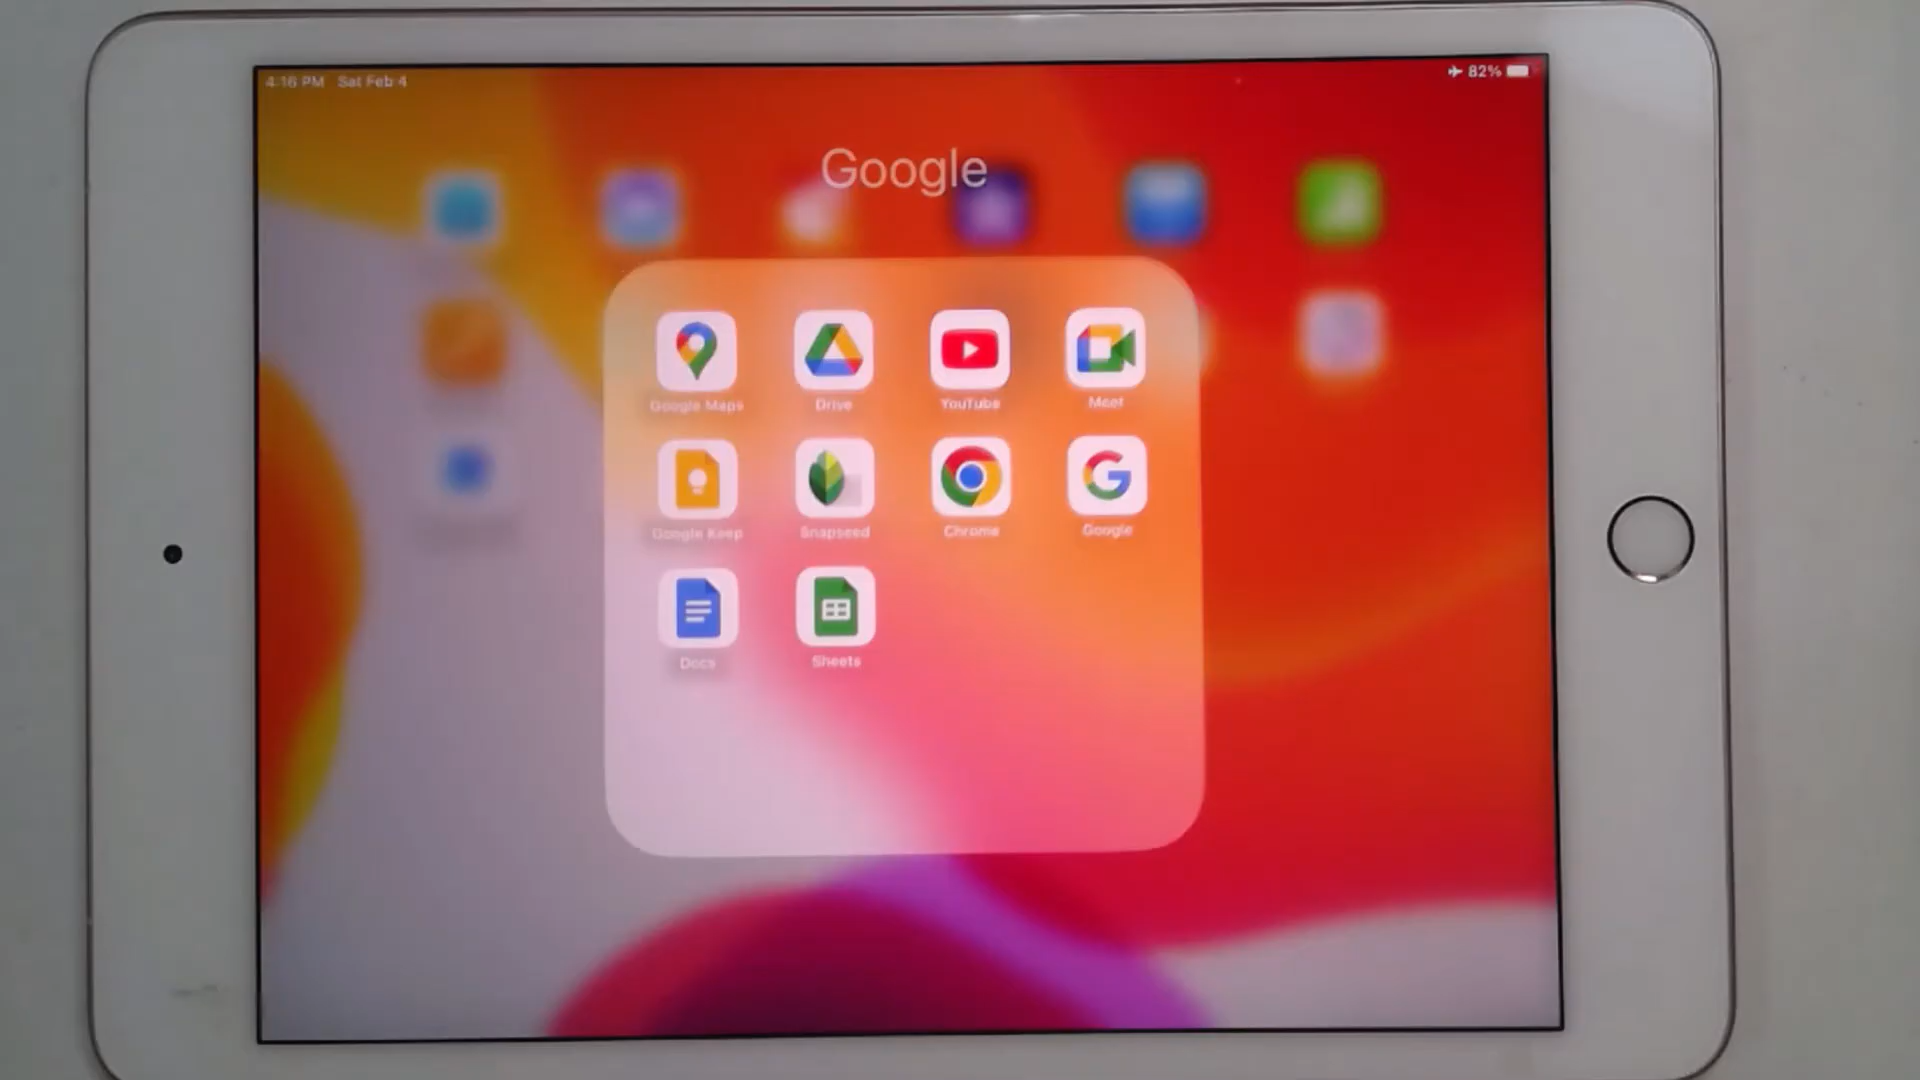 4:16 PM Sat Feb 4
82%
Google
Google Maps Drive YouTube Meet
Google Keep Snapseed Chrome Google
Docs Sheets